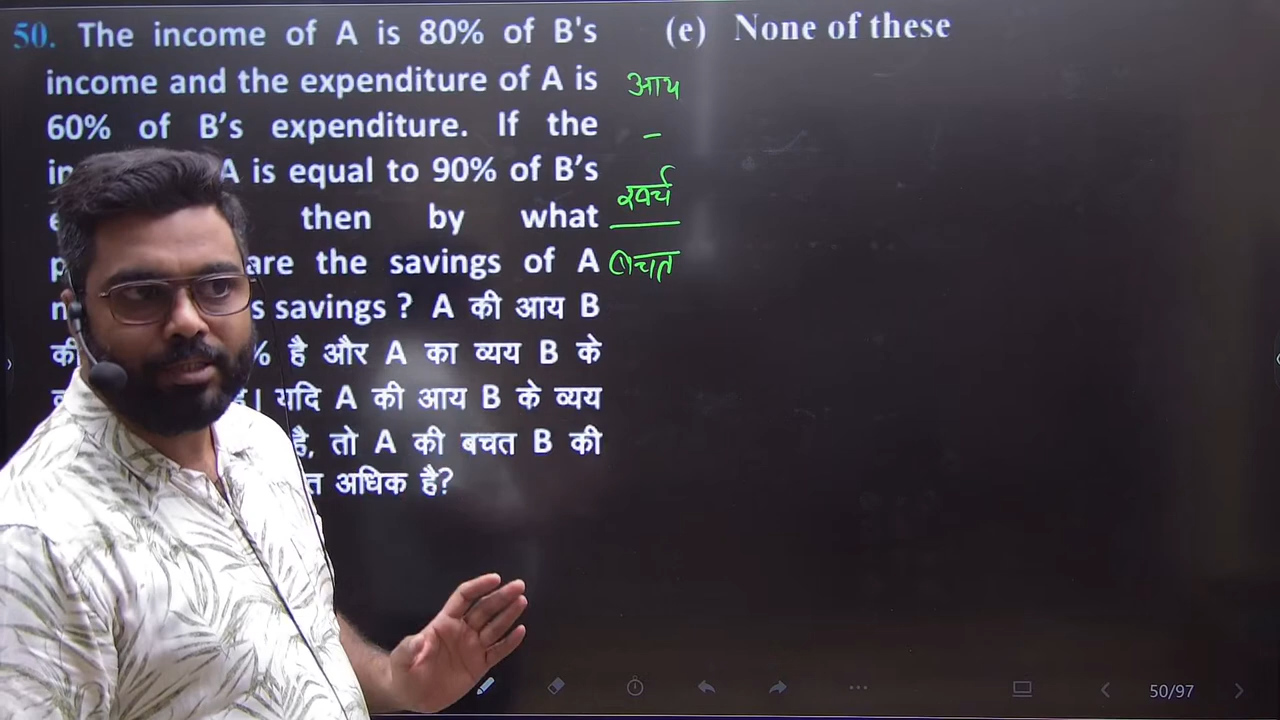 50. The income of A is 80% of B's
income and the expenditure of A is
60% of B’s expenditure. If the
A is equal to 90% of B’s
then by what
are the savings of A
savings ? A की आय B
है और A का व्यय B के
यदि A की आय B के व्यय
है, तो A की बचत B की
अधिक है?
(e) None of these
आय
-
खर्च
बचत
50/97